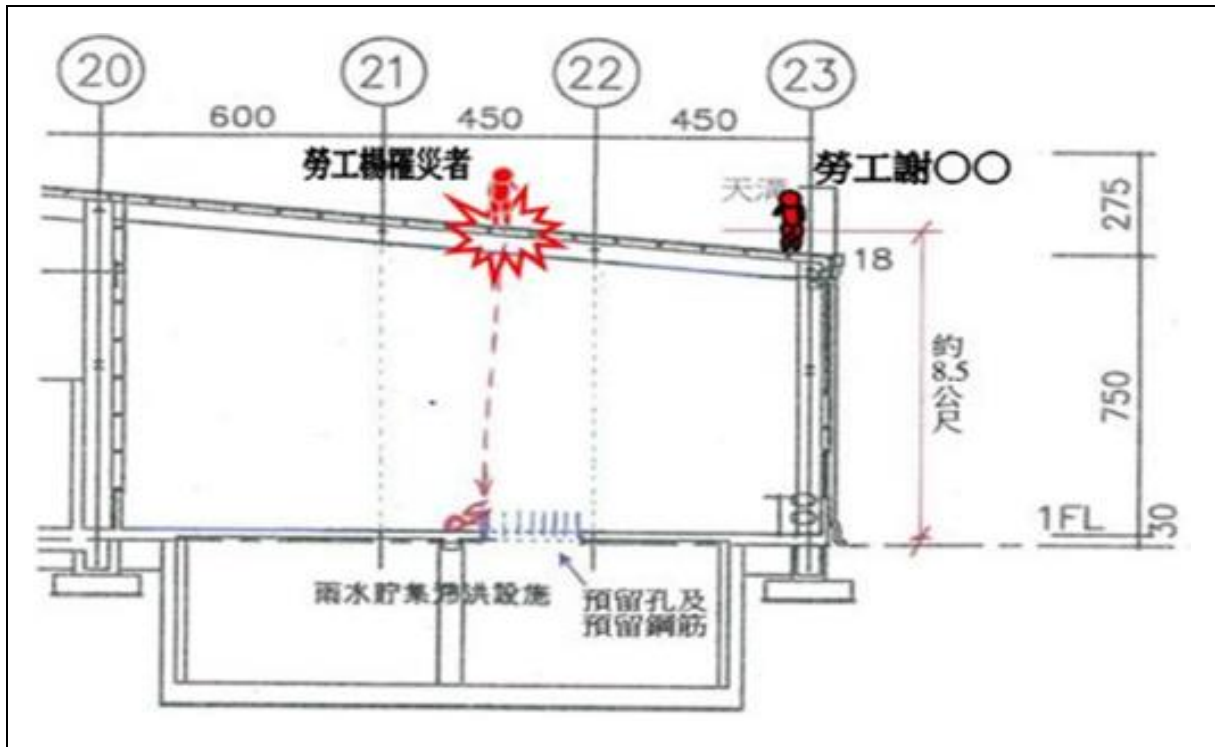 20 21 22 23
600 450 450
勞工楊罹災者
勞工謝○○
天溝
275
18
約8.5公尺
750
100
1FL
30
雨水貯集滯洪設施
預留孔及
預留鋼筋